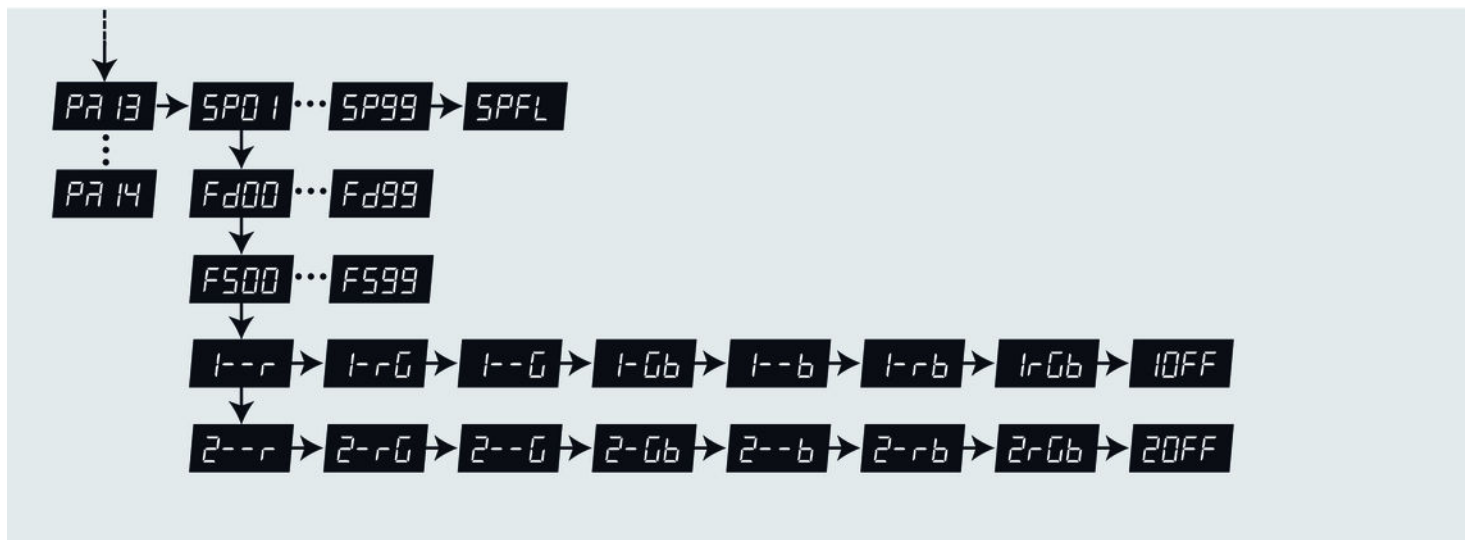 PA13 SP01 ... SP99 SPFL
PA14 Fd00 ... Fd99
FS00 ... FS99
1--r 1-rG 1--G 1-Gb 1--b 1-rb 1rGb 1OFF
2--r 2-rG 2--G 2-Gb 2--b 2-rb 2rGb 2OFF